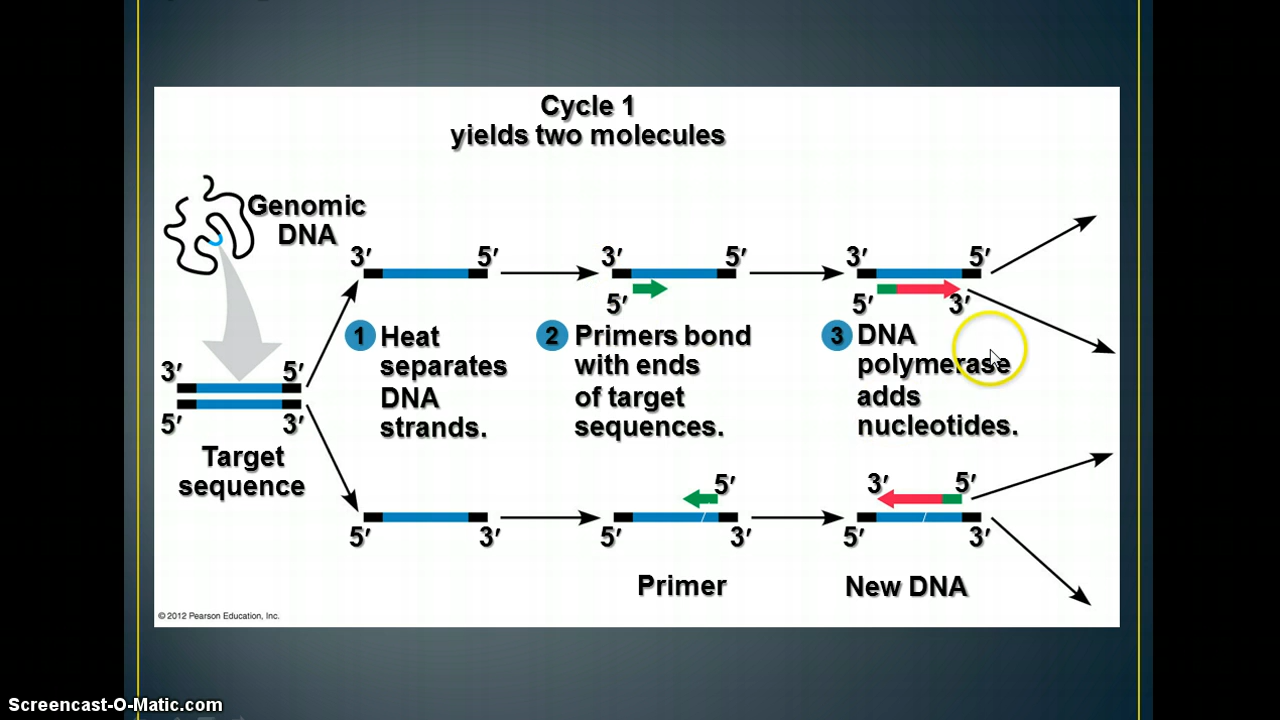 Cycle 1
yields two molecules
Genomic
DNA
3′ 5′
3′ 5′
3′ 5′
5′
5′ 3′
1 Heat
separates
DNA
strands.
2 Primers bond
with ends
of target
sequences.
3 DNA
polymerase
adds
nucleotides.
3′ 5′
5′ 3′
Target
sequence
5′
3′ 5′
5′ 3′
5′ 3′
5′ 3′
Primer
New DNA
© 2012 Pearson Education, Inc.
Screencast-O-Matic.com